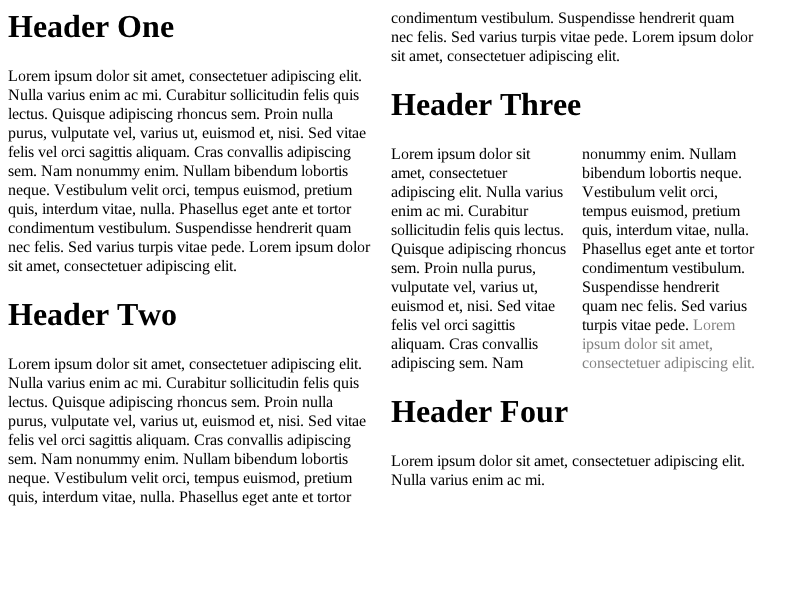 Header One
Lorem ipsum dolor sit amet, consectetuer adipiscing elit.
Nulla varius enim ac mi. Curabitur sollicitudin felis quis
lectus. Quisque adipiscing rhoncus sem. Proin nulla
purus, vulputate vel, varius ut, euismod et, nisi. Sed vitae
felis vel orci sagittis aliquam. Cras convallis adipiscing
sem. Nam nonummy enim. Nullam bibendum lobortis
neque. Vestibulum velit orci, tempus euismod, pretium
quis, interdum vitae, nulla. Phasellus eget ante et tortor
condimentum vestibulum. Suspendisse hendrerit quam
nec felis. Sed varius turpis vitae pede. Lorem ipsum dolor
sit amet, consectetuer adipiscing elit.
Header Two
Lorem ipsum dolor sit amet, consectetuer adipiscing elit.
Nulla varius enim ac mi. Curabitur sollicitudin felis quis
lectus. Quisque adipiscing rhoncus sem. Proin nulla
purus, vulputate vel, varius ut, euismod et, nisi. Sed vitae
felis vel orci sagittis aliquam. Cras convallis adipiscing
sem. Nam nonummy enim. Nullam bibendum lobortis
neque. Vestibulum velit orci, tempus euismod, pretium
quis, interdum vitae, nulla. Phasellus eget ante et tortor
condimentum vestibulum. Suspendisse hendrerit quam
nec felis. Sed varius turpis vitae pede. Lorem ipsum dolor
sit amet, consectetuer adipiscing elit.
Header Three
Lorem ipsum dolor sit
amet, consectetuer
adipiscing elit. Nulla varius
enim ac mi. Curabitur
sollicitudin felis quis lectus.
Quisque adipiscing rhoncus
sem. Proin nulla purus,
vulputate vel, varius ut,
euismod et, nisi. Sed vitae
felis vel orci sagittis
aliquam. Cras convallis
adipiscing sem. Nam
nonummy enim. Nullam
bibendum lobortis neque.
Vestibulum velit orci,
tempus euismod, pretium
quis, interdum vitae, nulla.
Phasellus eget ante et tortor
condimentum vestibulum.
Suspendisse hendrerit
quam nec felis. Sed varius
turpis vitae pede. Lorem
ipsum dolor sit amet,
consectetuer adipiscing elit.
Header Four
Lorem ipsum dolor sit amet, consectetuer adipiscing elit.
Nulla varius enim ac mi.